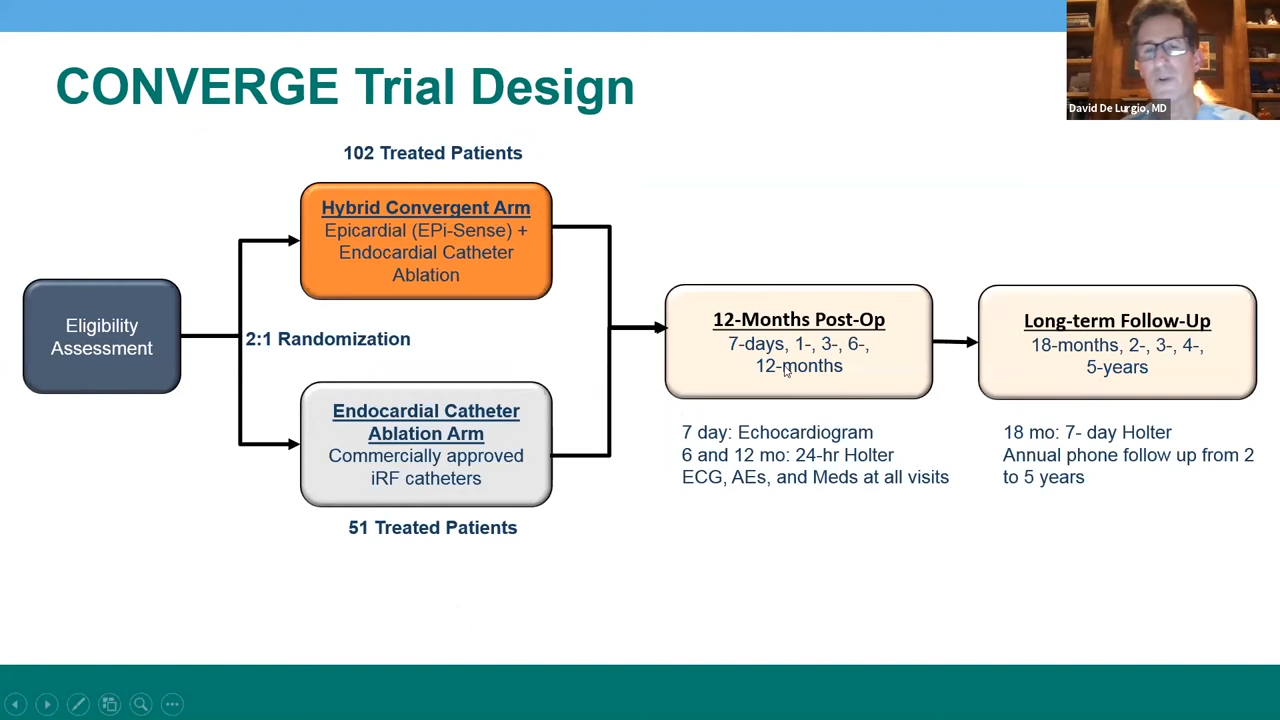 CONVERGE Trial Design
David De Lurgio, MD
102 Treated Patients
Hybrid Convergent Arm
Epicardial (EPi-Sense) +
Endocardial Catheter
Ablation
Eligibility
Assessment
2:1 Randomization
Endocardial Catheter
Ablation Arm
Commercially approved
iRF catheters
51 Treated Patients
12-Months Post-Op
7-days, 1-, 3-, 6-,
12-months
7 day: Echocardiogram
6 and 12 mo: 24-hr Holter
ECG, AEs, and Meds at all visits
Long-term Follow-Up
18-months, 2-, 3-, 4-,
5-years
18 mo: 7- day Holter
Annual phone follow up from 2
to 5 years